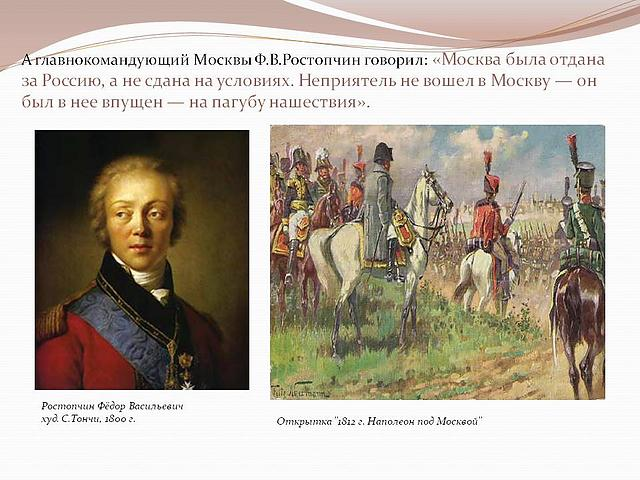 А главнокомандующий Москвы Ф.В.Ростопчин говорил: «Москва была отдана
за Россию, а не сдана на условиях. Неприятель не вошел в Москву — он
был в нее впущен — на пагубу нашествия».
Ростопчин Фёдор Васильевич
худ. С.Тончи, 1800 г.
Открытка "1812 г. Наполеон под Москвой"